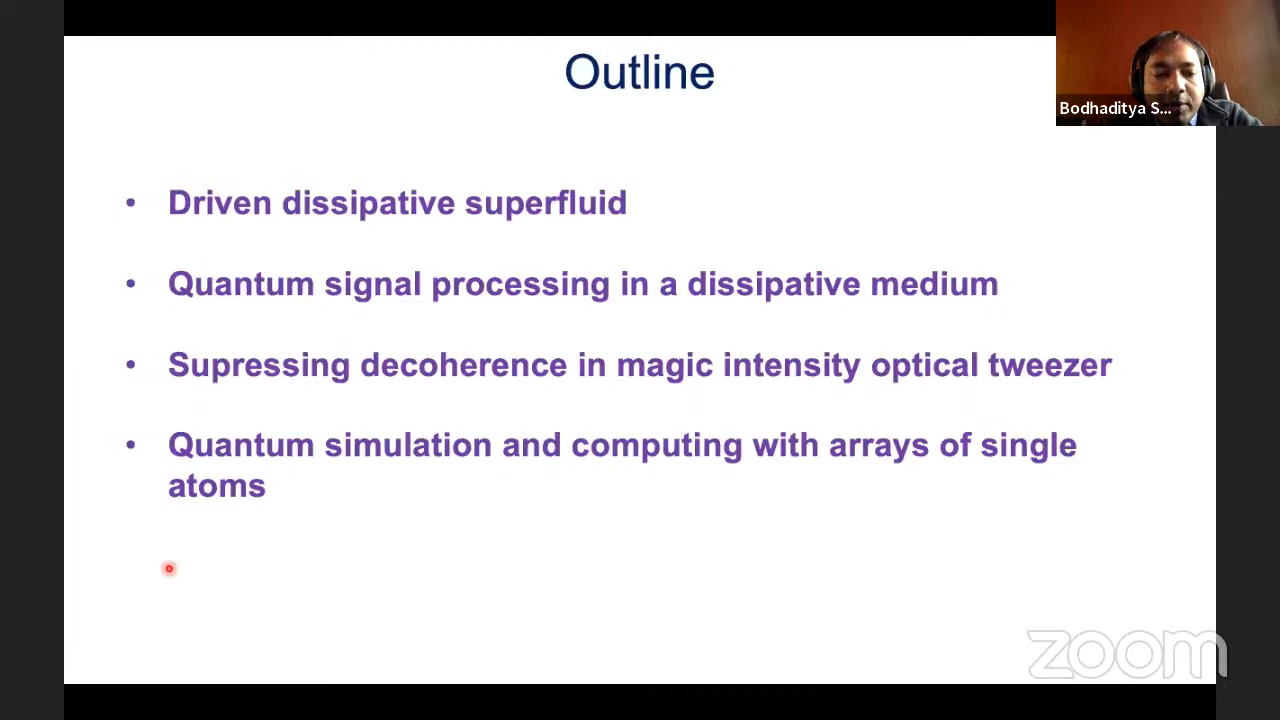 Outline
Bodhaditya S...
• Driven dissipative superfluid
• Quantum signal processing in a dissipative medium
• Supressing decoherence in magic intensity optical tweezer
• Quantum simulation and computing with arrays of single
atoms
zoom